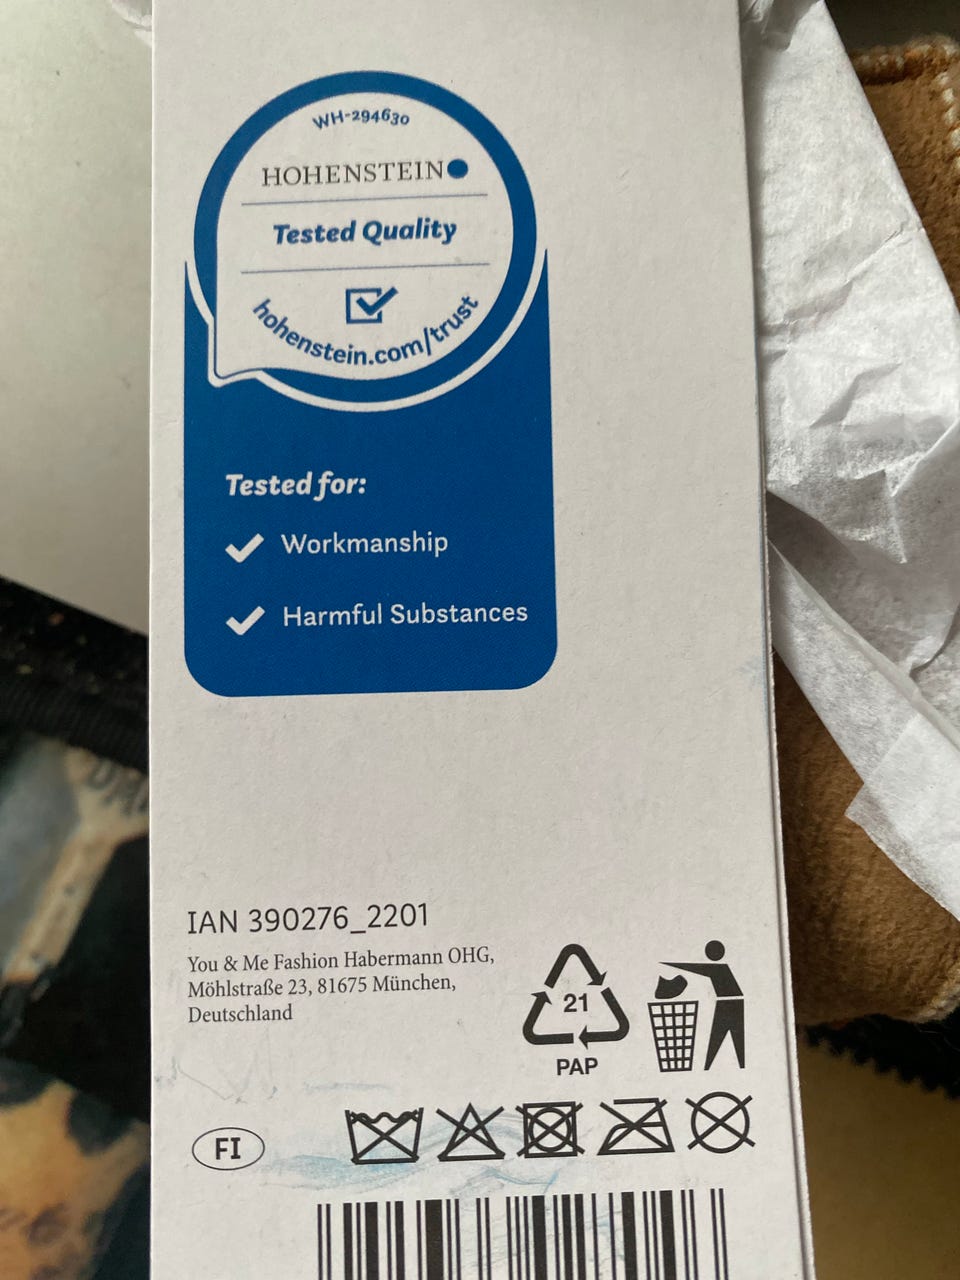 WH-294630
HOHENSTEIN
Tested Quality
hohenstein.com/trust
Tested for:
Workmanship
Harmful Substances
IAN 390276_2201
You & Me Fashion Habermann OHG,
Möhlstraße 23, 81675 München,
Deutschland
21
PAP
FI